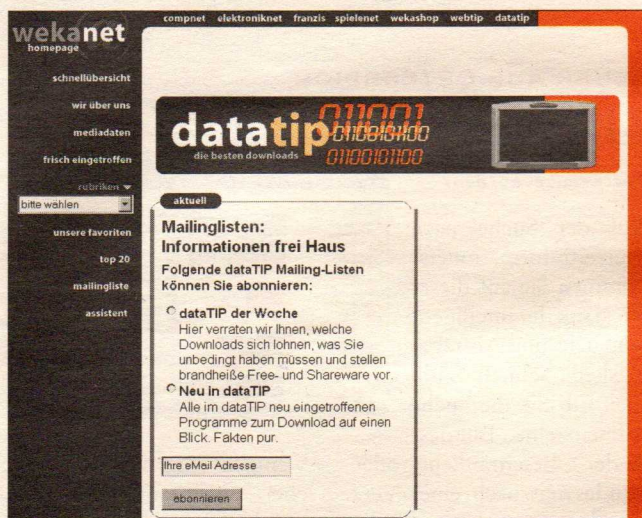 compnet elektroniknet franzis spielenet wekashop webtip datatip
wekanet
homepage
schnellübersicht
wir über uns
mediadaten
frisch eingetroffen
rubriken
bitte wählen
unsere favoriten
top 20
mailingliste
assistent
datatip
die besten downloads
011001
01100101100
01100101100
aktuell
Mailinglisten:
Informationen frei Haus
Folgende dataTIP Mailing-Listen
können Sie abonnieren:
dataTIP der Woche
Hier verraten wir Ihnen, welche
Downloads sich lohnen, was Sie
unbedingt haben müssen und stellen
brandheiße Free- und Shareware vor.
Neu in dataTIP
Alle im dataTIP neu eingetroffenen
Programme zum Download auf einen
Blick. Fakten pur.
Ihre eMail Adresse
abonnieren